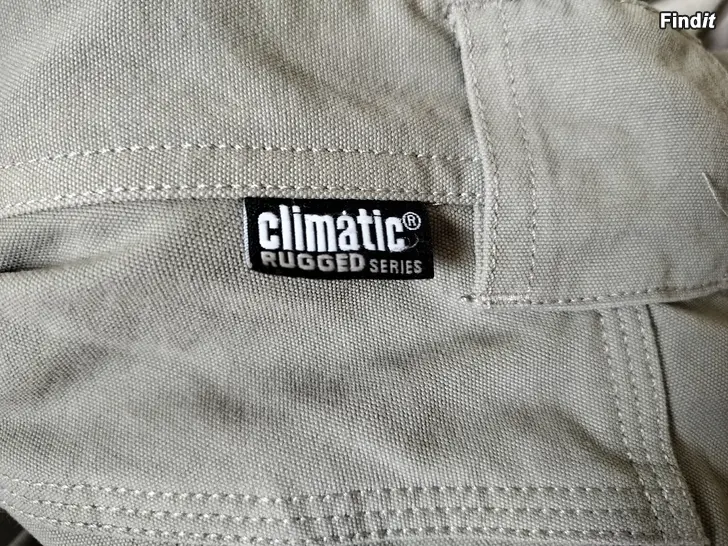 Findit
climatic®
RUGGED SERIES